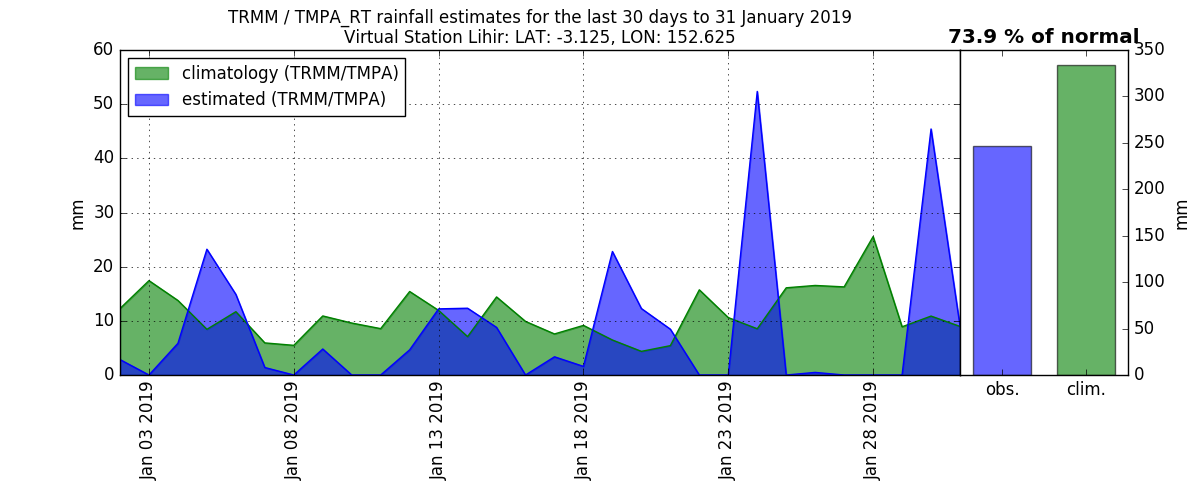 TRMM / TMPA_RT rainfall estimates for the last 30 days to 31 January 2019
Virtual Station Lihir: LAT: -3.125, LON: 152.625
73.9 % of normal
climatology (TRMM/TMPA)
estimated (TRMM/TMPA)
60
50
40
30
20
10
0
mm
Jan 03 2019
Jan 08 2019
Jan 13 2019
Jan 18 2019
Jan 23 2019
Jan 28 2019
350
300
250
200
150
100
50
0
mm
obs.
clim.